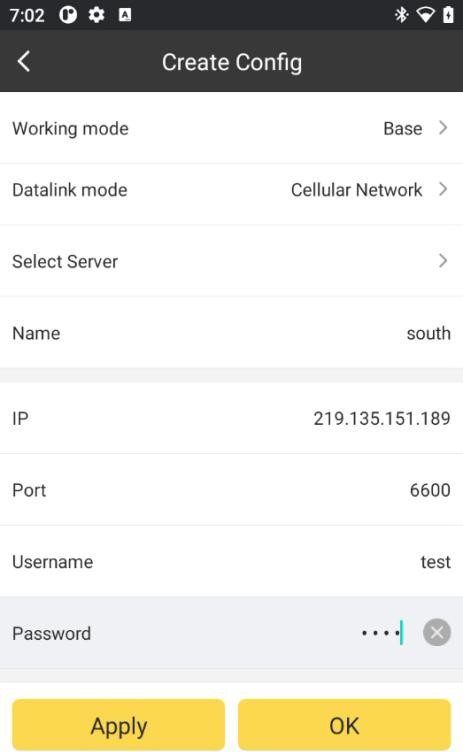 7:02
Create Config
Working mode Base
Datalink mode Cellular Network
Select Server
Name south
IP 219.135.151.189
Port 6600
Username test
Password ••••
Apply OK